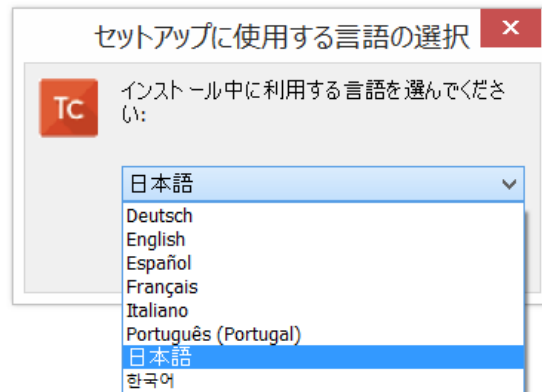 セットアップに使用する言語の選択
Tc
インストール中に利用する言語を選んでくださ
い:
日本語
Deutsch
English
Español
Français
Italiano
Português (Portugal)
日本語
한국어